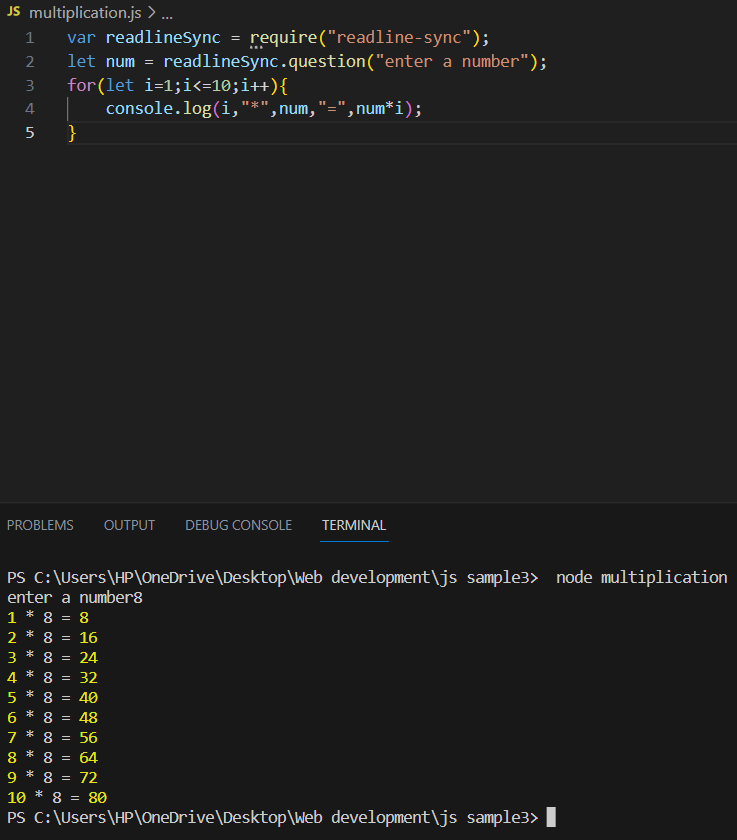 JS multiplication.js > ...
1 var readlineSync = require("readline-sync");
2 let num = readlineSync.question("enter a number");
3 for(let i=1;i<=10;i++){
4 console.log(i,"*",num,"=",num*i);
5 }
PROBLEMS OUTPUT DEBUG CONSOLE TERMINAL
PS C:\Users\HP\OneDrive\Desktop\Web development\js sample3>  node multiplication
enter a number8
1 * 8 = 8
2 * 8 = 16
3 * 8 = 24
4 * 8 = 32
5 * 8 = 40
6 * 8 = 48
7 * 8 = 56
8 * 8 = 64
9 * 8 = 72
10 * 8 = 80
PS C:\Users\HP\OneDrive\Desktop\Web development\js sample3>